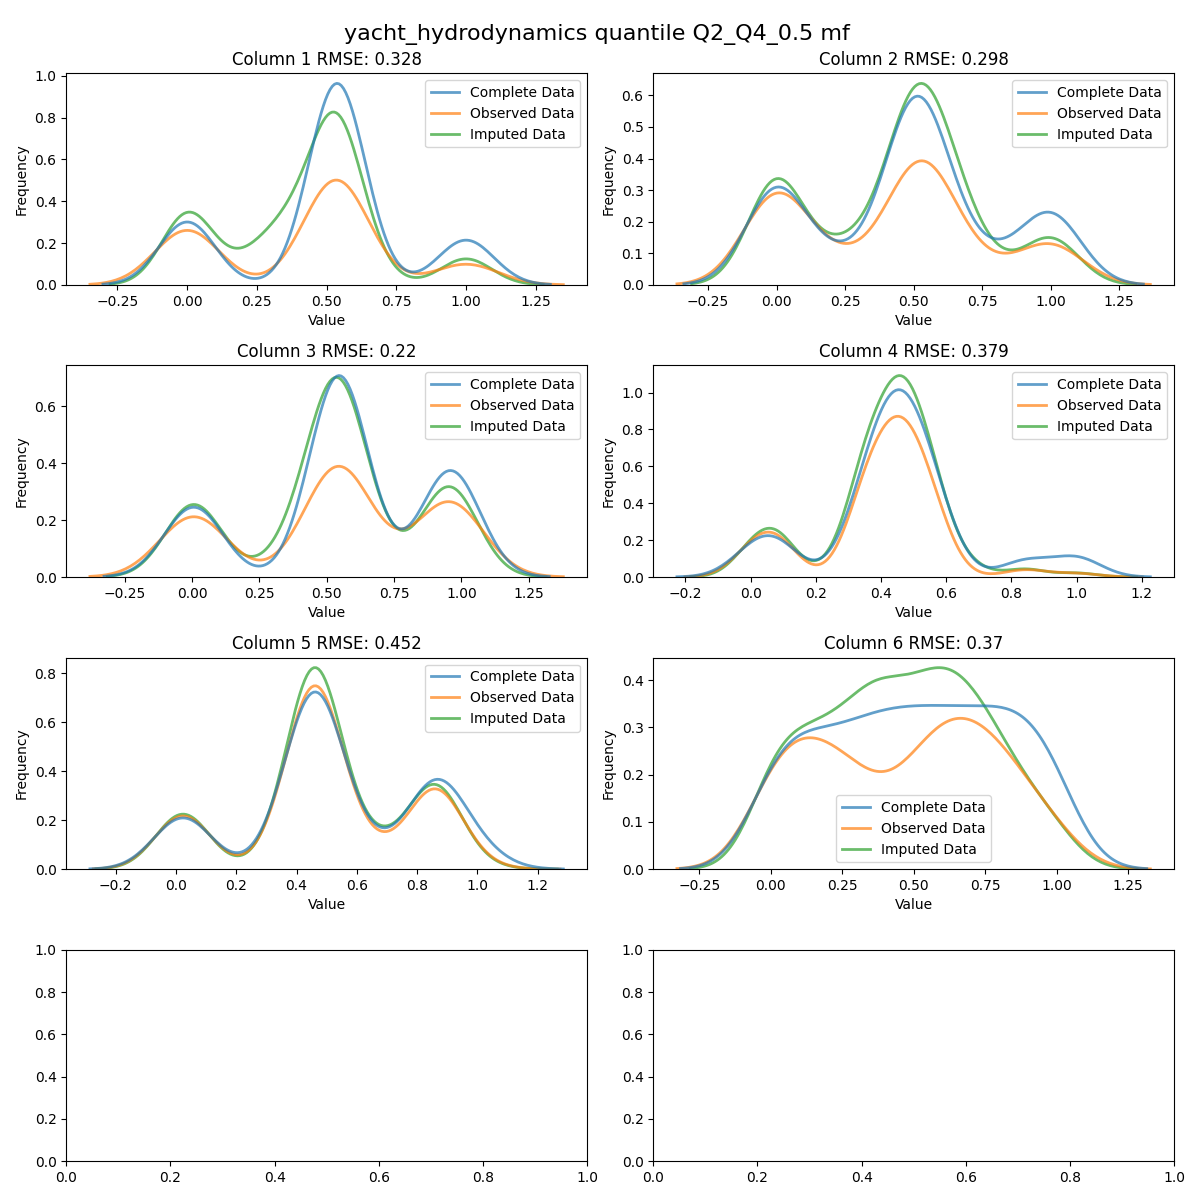 yacht_hydrodynamics quantile Q2_Q4_0.5 mf
Column 1 RMSE: 0.328
Frequency
1.0
0.8
0.6
0.4
0.2
0.0
Complete Data
Observed Data
Imputed Data
−0.25 0.00 0.25 0.50 0.75 1.00 1.25
Value
Column 2 RMSE: 0.298
Frequency
0.6
0.5
0.4
0.3
0.2
0.1
0.0
Complete Data
Observed Data
Imputed Data
−0.25 0.00 0.25 0.50 0.75 1.00 1.25
Value
Column 3 RMSE: 0.22
Frequency
0.6
0.4
0.2
0.0
Complete Data
Observed Data
Imputed Data
−0.25 0.00 0.25 0.50 0.75 1.00 1.25
Value
Column 4 RMSE: 0.379
Frequency
1.0
0.8
0.6
0.4
0.2
0.0
Complete Data
Observed Data
Imputed Data
−0.2 0.0 0.2 0.4 0.6 0.8 1.0 1.2
Value
Column 5 RMSE: 0.452
Frequency
0.8
0.6
0.4
0.2
0.0
Complete Data
Observed Data
Imputed Data
−0.2 0.0 0.2 0.4 0.6 0.8 1.0 1.2
Value
Column 6 RMSE: 0.37
Frequency
0.4
0.3
0.2
0.1
0.0
Complete Data
Observed Data
Imputed Data
−0.25 0.00 0.25 0.50 0.75 1.00 1.25
Value
1.0
0.8
0.6
0.4
0.2
0.0
0.0 0.2 0.4 0.6 0.8 1.0
1.0
0.8
0.6
0.4
0.2
0.0
0.0 0.2 0.4 0.6 0.8 1.0